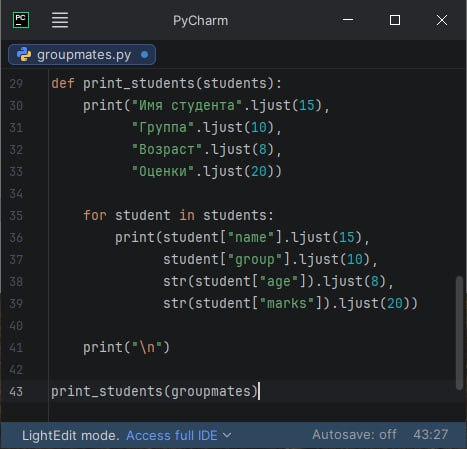 PC
PyCharm
groupmates.py
29 def print_students(students):
30     print("Имя студента".ljust(15),
31           "Группа".ljust(10),
32           "Возраст".ljust(8),
33           "Оценки".ljust(20))
34
35     for student in students:
36         print(student["name"].ljust(15),
37               student["group"].ljust(10),
38               str(student["age"]).ljust(8),
39               str(student["marks"]).ljust(20))
40
41     print("\n")
42
43 print_students(groupmates)
LightEdit mode. Access full IDE Autosave: off 43:27